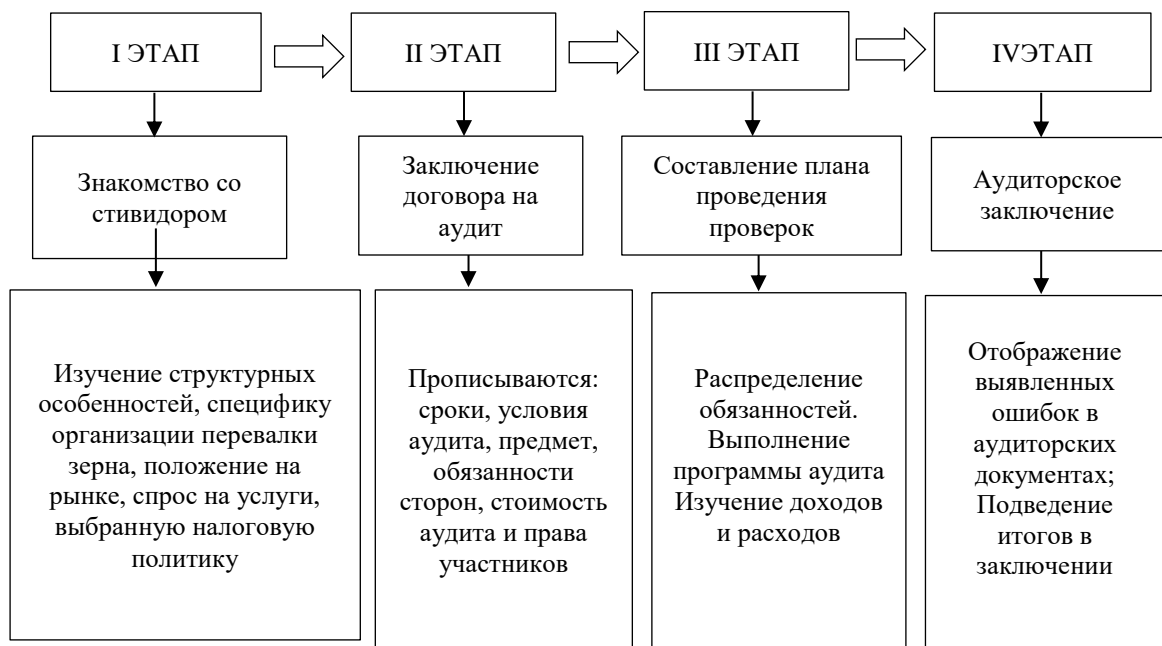 I ЭТАП
II ЭТАП
III ЭТАП
IVЭТАП
Знакомство со
стивидором
Заключение
договора на
аудит
Составление плана
проведения
проверок
Аудиторское
заключение
Изучение структурных
особенностей, специфику
организации перевалки
зерна, положение на
рынке, спрос на услуги,
выбранную налоговую
политику
Прописываются:
сроки, условия
аудита, предмет,
обязанности
сторон, стоимость
аудита и права
участников
Распределение
обязанностей.
Выполнение
программы аудита
Изучение доходов
и расходов
Отображение
выявленных
ошибок в
аудиторских
документах;
Подведение
итогов в
заключении